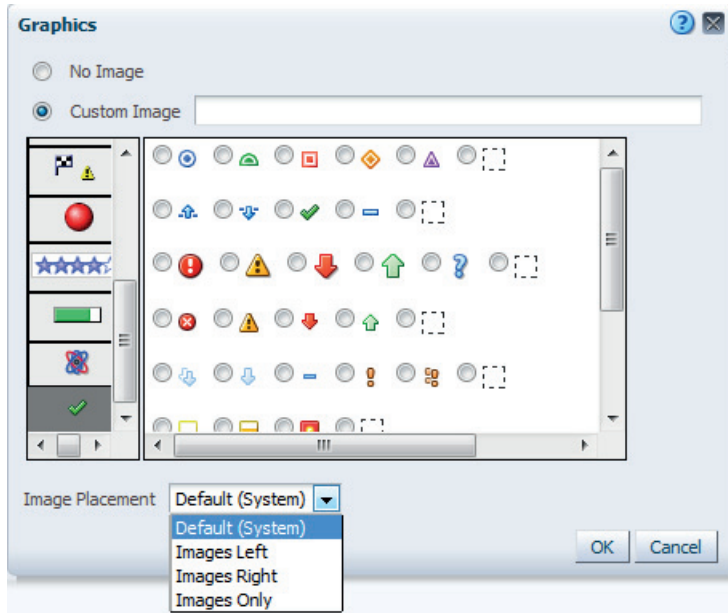 Graphics
No Image
Custom Image
Image Placement Default (System)
Default (System)
Images Left
Images Right
Images Only
OK Cancel